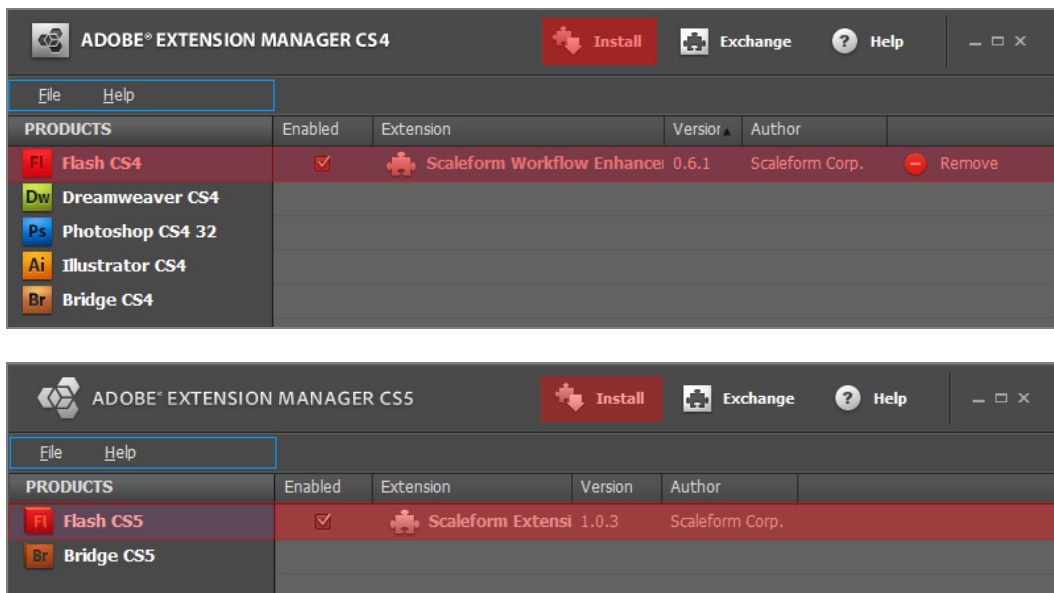 ADOBE® EXTENSION MANAGER CS4 Install Exchange ? Help
File Help
PRODUCTS Enabled Extension Version Author
Fl Flash CS4 Scaleform Workflow Enhancer 0.6.1 Scaleform Corp. Remove
Dw Dreamweaver CS4
Ps Photoshop CS4 32
Ai Illustrator CS4
Br Bridge CS4
ADOBE® EXTENSION MANAGER CS5 Install Exchange ? Help
File Help
PRODUCTS Enabled Extension Version Author
Fl Flash CS5 Scaleform Extensi 1.0.3 Scaleform Corp.
Br Bridge CS5